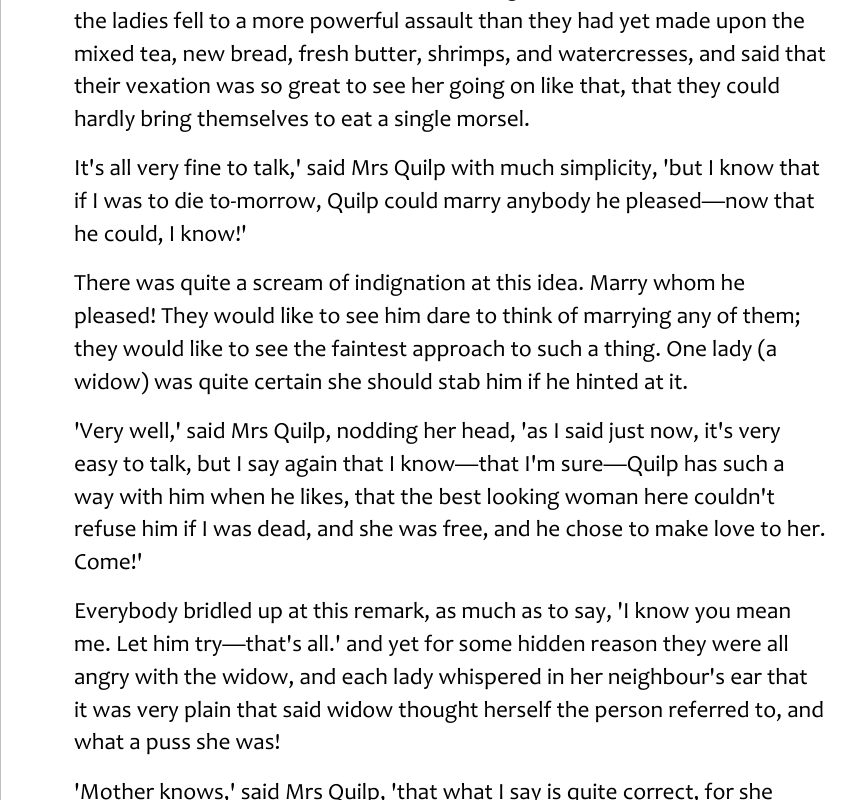 the ladies fell to a more powerful assault than they had yet made upon the
mixed tea, new bread, fresh butter, shrimps, and watercresses, and said that
their vexation was so great to see her going on like that, that they could
hardly bring themselves to eat a single morsel.
It's all very fine to talk,' said Mrs Quilp with much simplicity, 'but I know that
if I was to die to-morrow, Quilp could marry anybody he pleased—now that
he could, I know!'
There was quite a scream of indignation at this idea. Marry whom he
pleased! They would like to see him dare to think of marrying any of them;
they would like to see the faintest approach to such a thing. One lady (a
widow) was quite certain she should stab him if he hinted at it.
'Very well,' said Mrs Quilp, nodding her head, 'as I said just now, it's very
easy to talk, but I say again that I know—that I'm sure—Quilp has such a
way with him when he likes, that the best looking woman here couldn't
refuse him if I was dead, and she was free, and he chose to make love to her.
Come!'
Everybody bridled up at this remark, as much as to say, 'I know you mean
me. Let him try—that's all.' and yet for some hidden reason they were all
angry with the widow, and each lady whispered in her neighbour's ear that
it was very plain that said widow thought herself the person referred to, and
what a puss she was!
'Mother knows,' said Mrs Quilp, 'that what I say is quite correct, for she